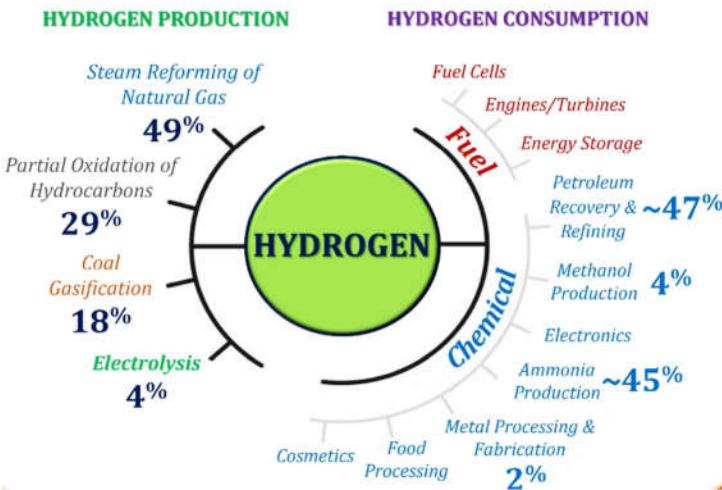 HYDROGEN PRODUCTION
Steam Reforming of
Natural Gas
49%
Partial Oxidation of
Hydrocarbons
29%
Coal
Gasification
18%
Electrolysis
4%
HYDROGEN
HYDROGEN CONSUMPTION
Fuel
Fuel Cells
Engines/Turbines
Energy Storage
Chemical
Petroleum
Recovery & ~47%
Refining
Methanol
Production 4%
Electronics
Ammonia
Production ~45%
Metal Processing &
Fabrication
2%
Food
Processing
Cosmetics